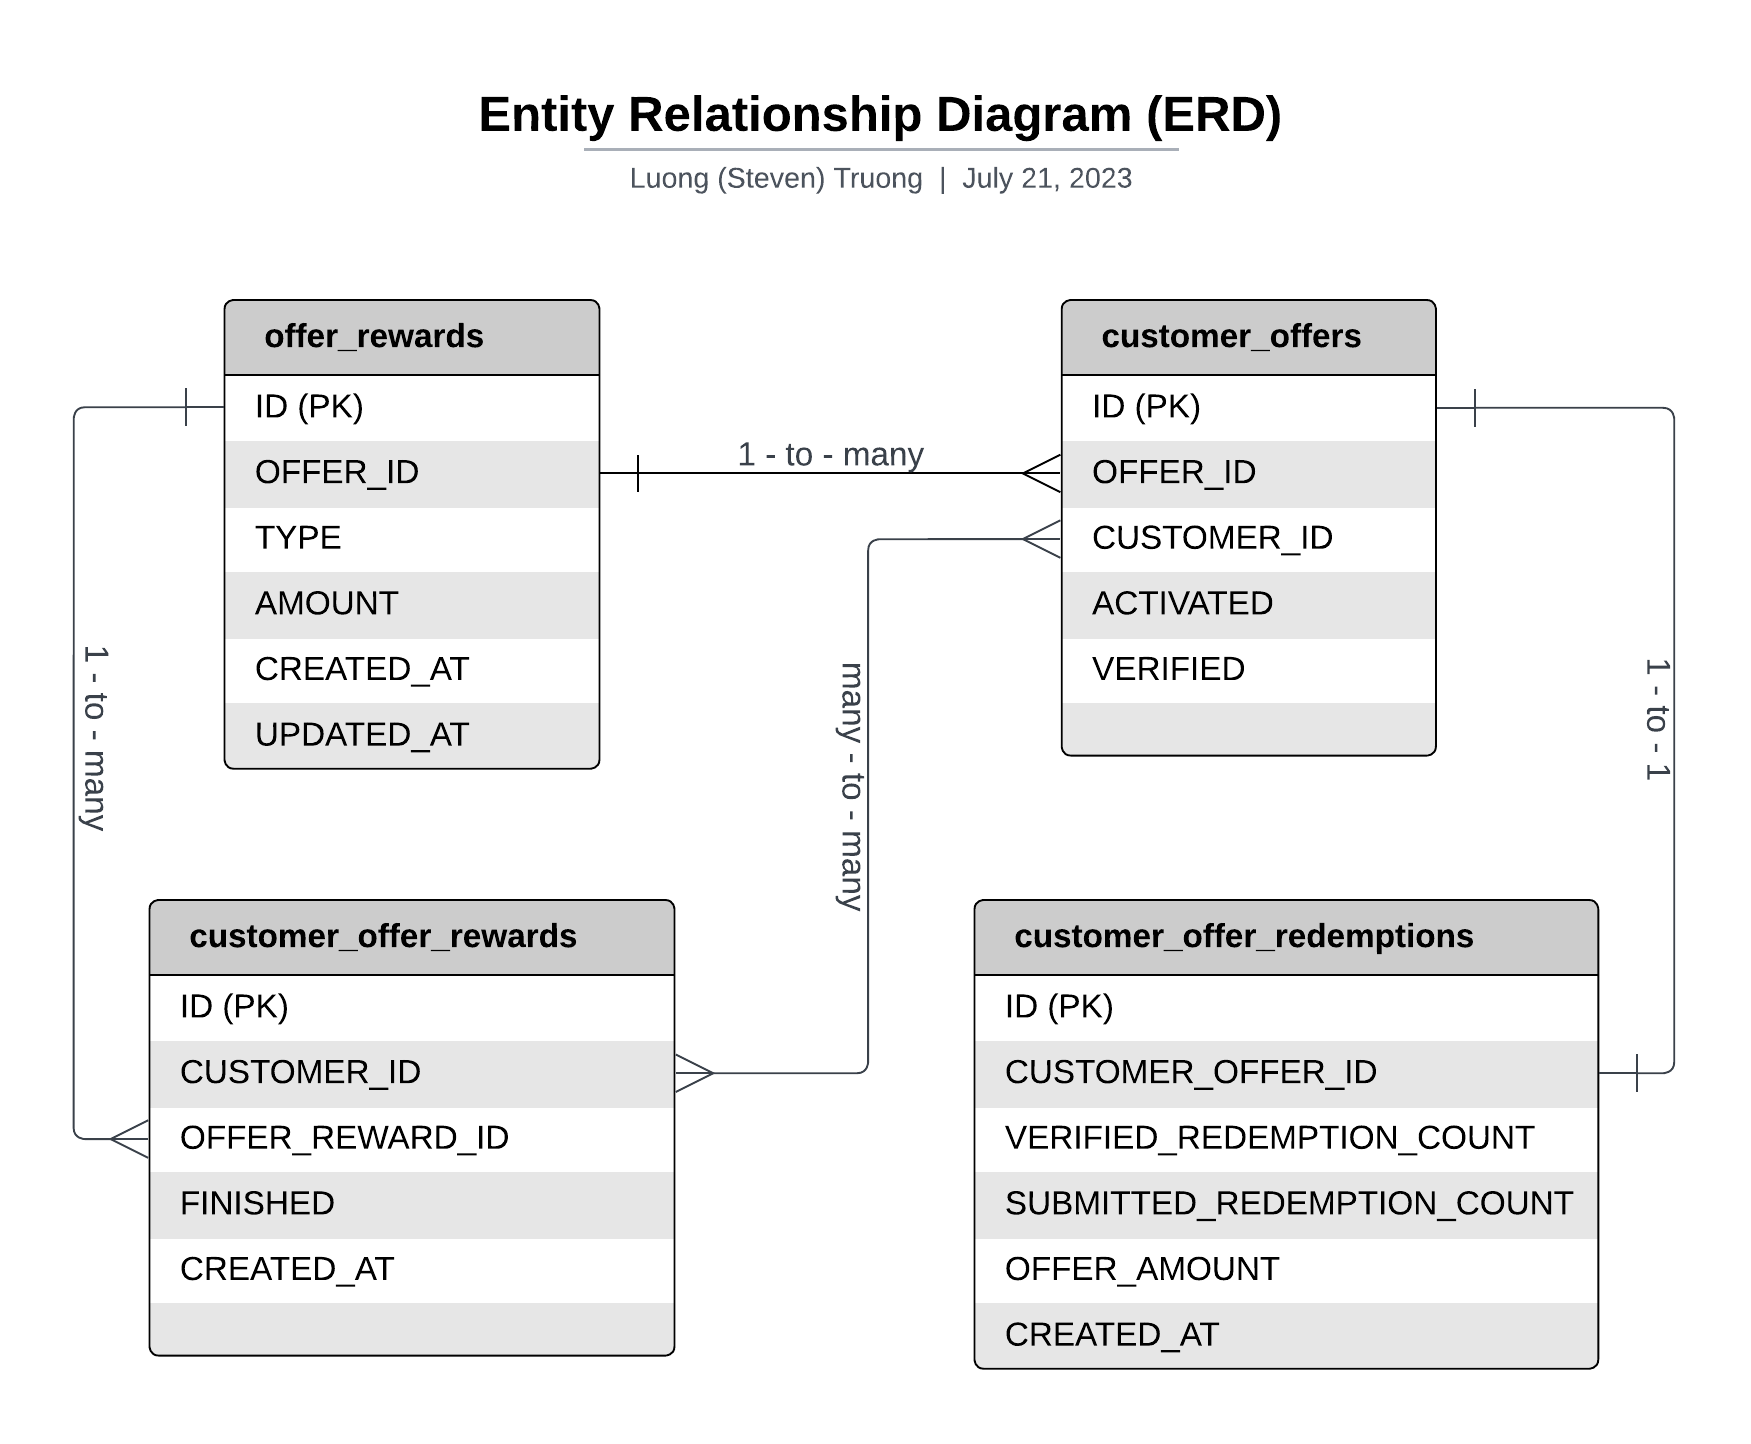 Entity Relationship Diagram (ERD)
Luong (Steven) Truong | July 21, 2023
offer_rewards
ID (PK)
OFFER_ID
TYPE
AMOUNT
CREATED_AT
UPDATED_AT
customer_offers
ID (PK)
OFFER_ID
CUSTOMER_ID
ACTIVATED
VERIFIED
1 - to - many
1 - to - many
many - to - many
1 - to - 1
customer_offer_rewards
ID (PK)
CUSTOMER_ID
OFFER_REWARD_ID
FINISHED
CREATED_AT
customer_offer_redemptions
ID (PK)
CUSTOMER_OFFER_ID
VERIFIED_REDEMPTION_COUNT
SUBMITTED_REDEMPTION_COUNT
OFFER_AMOUNT
CREATED_AT